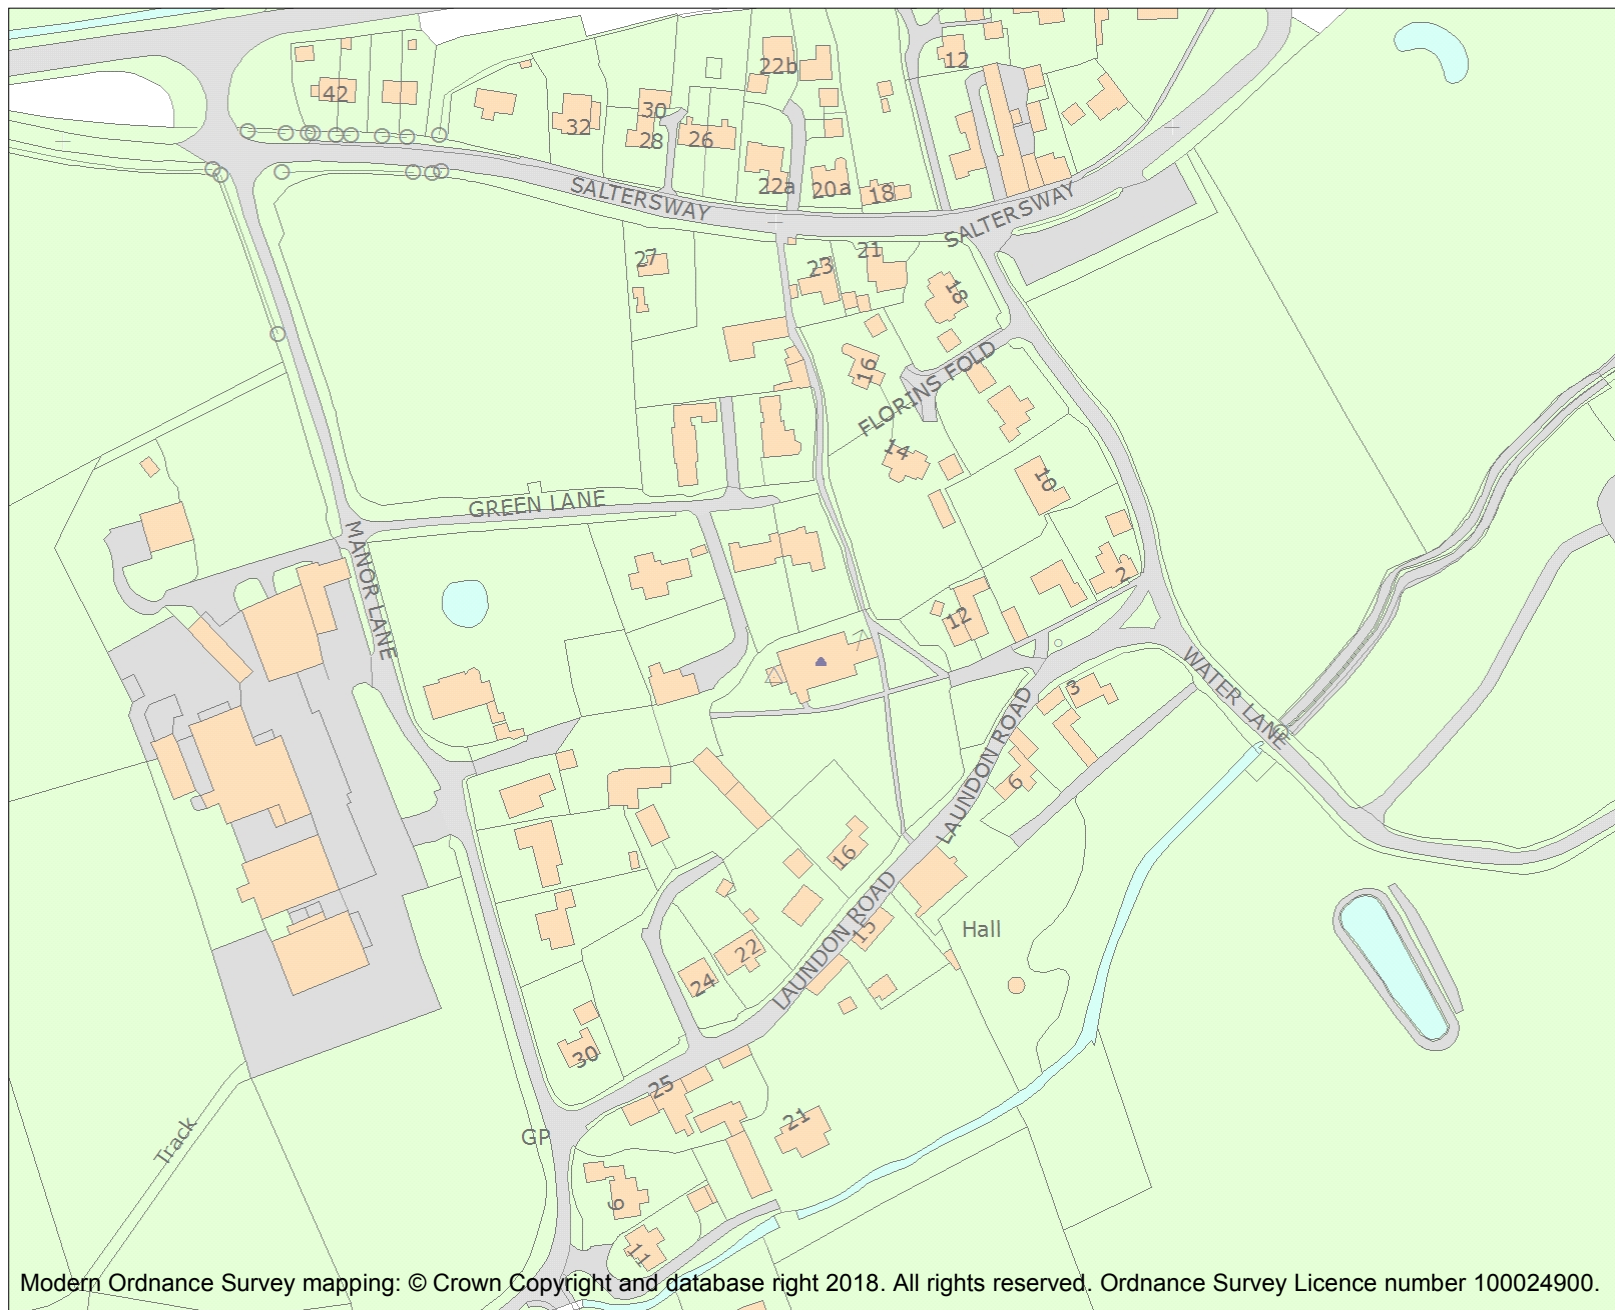 22b
12
42
30
32
28
26
22a
20a
18
SALTERSWAY
SALTERSWAY
27
23
21
18
16
FLORINS FOLD
14
10
GREEN LANE
MANOR LANE
2
12
WATER LANE
3
LAUNDON ROAD
6
16
LAUNDON ROAD
15
Hall
22
24
30
25
21
GP
Track
9
11
Modern Ordnance Survey mapping: © Crown Copyright and database right 2018. All rights reserved. Ordnance Survey Licence number 100024900.